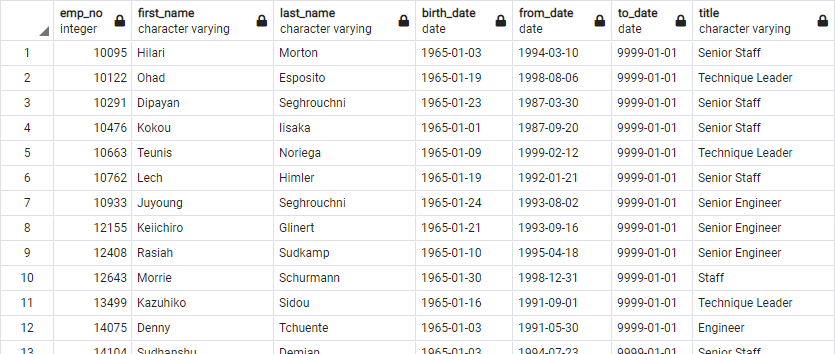 emp_no first_name last_name birth_date from_date to_date title
integer character varying character varying date date date character varying
1 10095 Hilari Morton 1965-01-03 1994-03-10 9999-01-01 Senior Staff
2 10122 Ohad Esposito 1965-01-19 1998-08-06 9999-01-01 Technique Leader
3 10291 Dipayan Seghrouchni 1965-01-23 1987-03-30 9999-01-01 Senior Staff
4 10476 Kokou Iisaka 1965-01-01 1987-09-20 9999-01-01 Senior Staff
5 10663 Teunis Noriega 1965-01-09 1999-02-12 9999-01-01 Technique Leader
6 10762 Lech Himler 1965-01-19 1992-01-21 9999-01-01 Senior Staff
7 10933 Juyoung Seghrouchni 1965-01-24 1993-08-02 9999-01-01 Senior Engineer
8 12155 Keiichiro Glinert 1965-01-21 1993-09-16 9999-01-01 Senior Engineer
9 12408 Rasiah Sudkamp 1965-01-10 1995-04-18 9999-01-01 Senior Engineer
10 12643 Morrie Schurmann 1965-01-30 1998-12-31 9999-01-01 Staff
11 13499 Kazuhiko Sidou 1965-01-16 1991-09-01 9999-01-01 Technique Leader
12 14075 Denny Tchuente 1965-01-03 1991-05-30 9999-01-01 Engineer
13 14104 Sudhanshu Demian 1965-01-03 1994-07-23 9999-01-01 Senior Staff